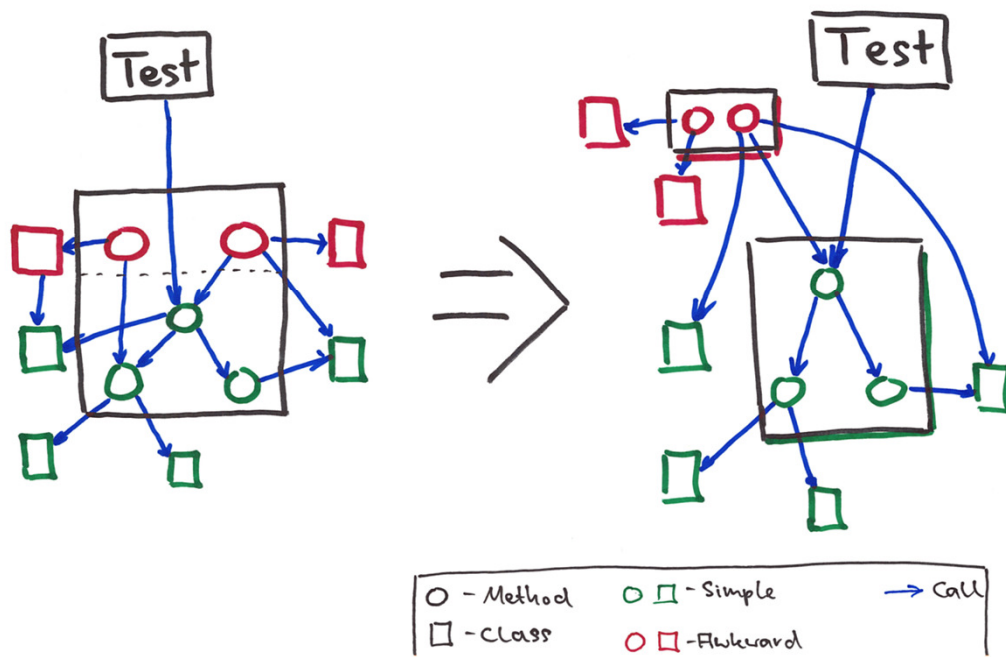 Test
Test
- Method
- Simple
Call
- Class
- Awkward